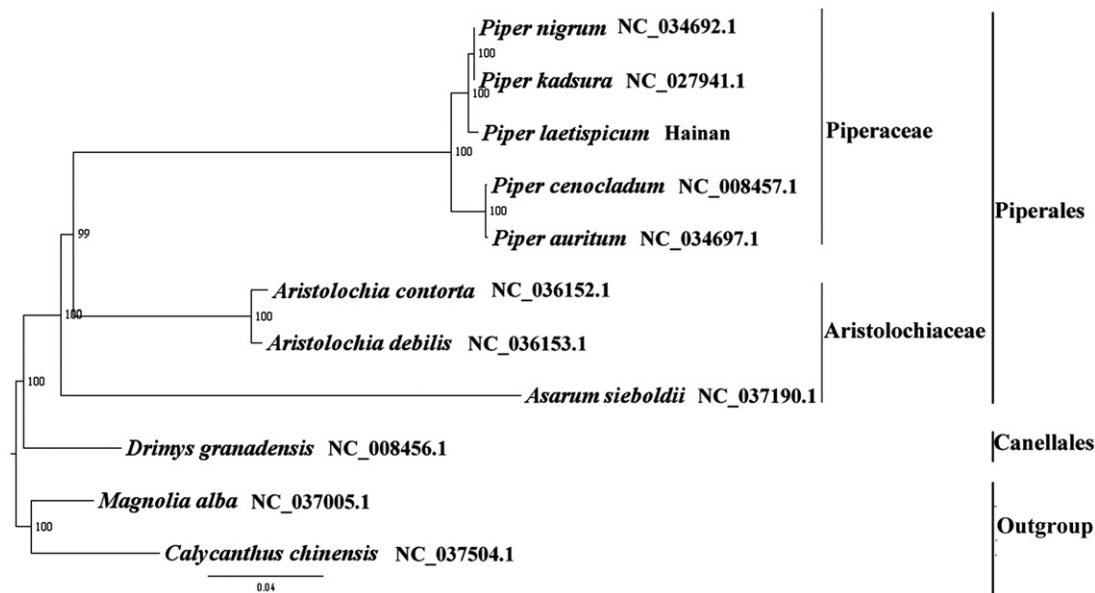 Piper nigrum NC_034692.1
100
Piper kadsura NC_027941.1
100
Piper laetispicum Hainan
Piperaceae
100
Piper cenocladum NC_008457.1
100
Piperales
Piper auritum NC_034697.1
99
Aristolochia contorta NC_036152.1
100
100
Aristolochiaceae
Aristolochia debilis NC_036153.1
100
Asarum sieboldii NC_037190.1
Drimys granadensis NC_008456.1
Canellales
Magnolia alba NC_037005.1
100
Outgroup
Calycanthus chinensis NC_037504.1
0.04